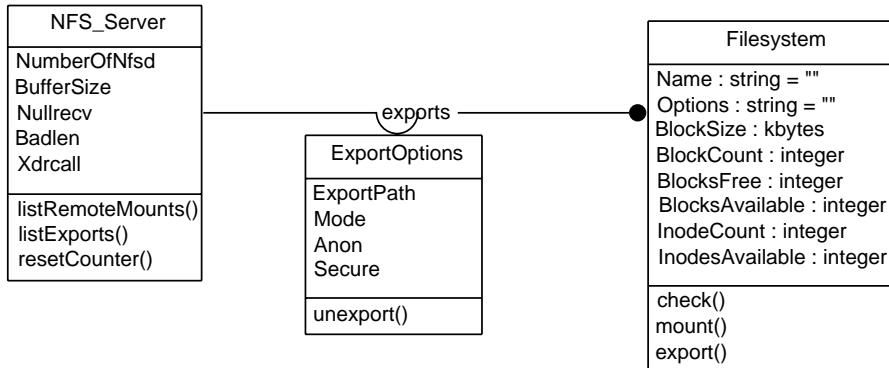 NFS_Server
NumberOfNfsd
BufferSize
Nullrecv
Badlen
Xdrcall
listRemoteMounts()
listExports()
resetCounter()
exports
ExportOptions
ExportPath
Mode
Anon
Secure
unexport()
Filesystem
Name : string = ""
Options : string = ""
BlockSize : kbytes
BlockCount : integer
BlocksFree : integer
BlocksAvailable : integer
InodeCount : integer
InodesAvailable : integer
check()
mount()
export()